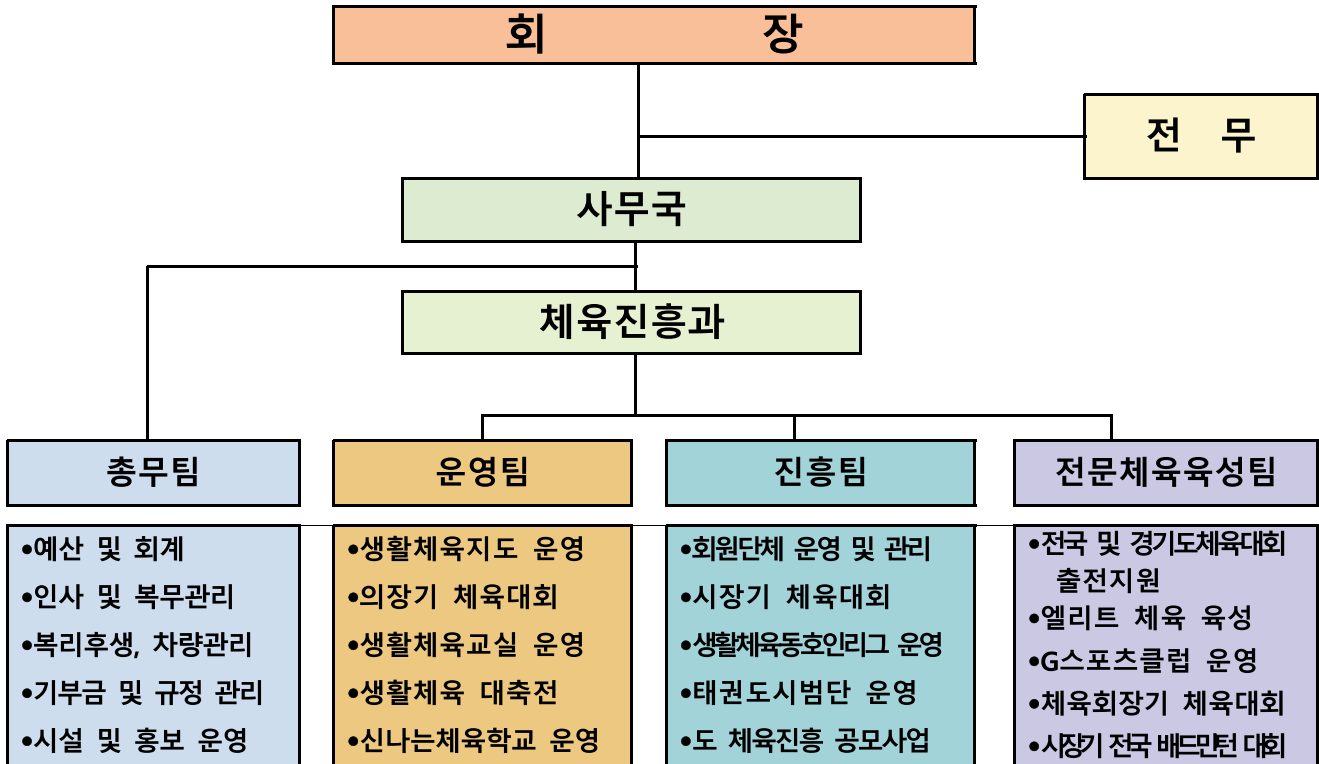 회 장
전 무
사무국
체육진흥과
총무팀
운영팀
진흥팀
전문체육육성팀
•예산 및 회계
•인사 및 복무관리
•복리후생, 차량관리
•기부금 및 규정 관리
•시설 및 홍보 운영
•생활체육지도 운영
•의장기 체육대회
•생활체육교실 운영
•생활체육 대축전
•신나는체육학교 운영
•회원단체 운영 및 관리
•시장기 체육대회
•생활체육동호인리그 운영
•태권도시범단 운영
•도 체육진흥 공모사업
•전국 및 경기도체육대회
출전지원
•엘리트 체육 육성
•G스포츠클럽 운영
•체육회장기 체육대회
•시장기 전국 배드민턴 대회